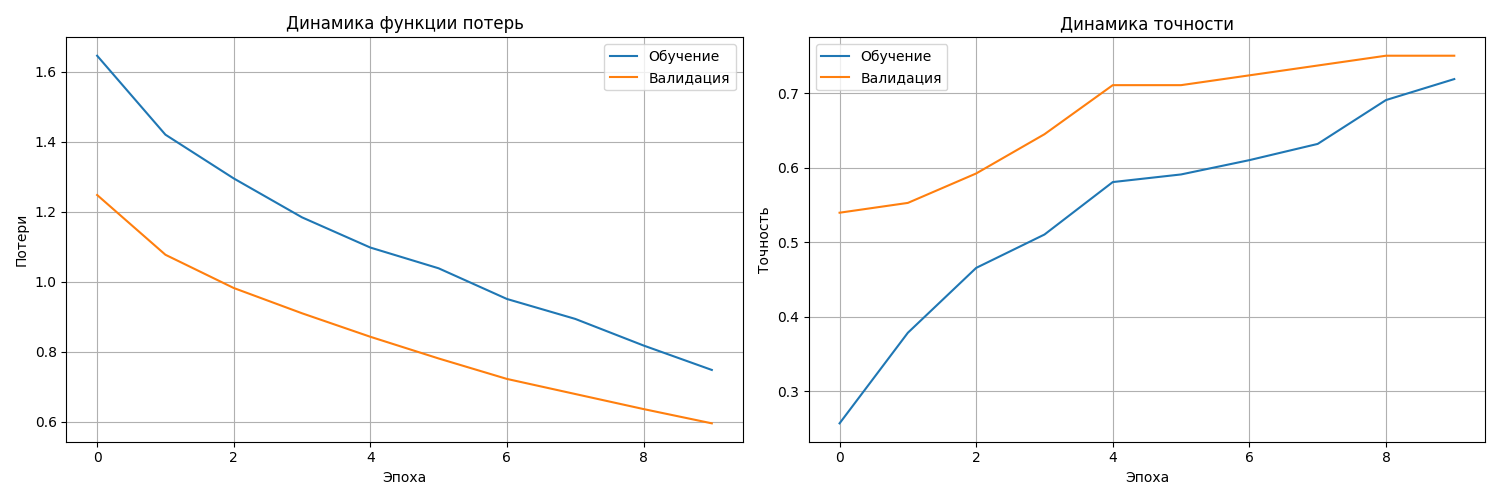 Динамика функции потерь
Обучение
Валидация
1.6
1.4
1.2
1.0
0.8
0.6
Потери
0 2 4 6 8
Эпоха
Динамика точности
Обучение
Валидация
0.7
0.6
0.5
0.4
0.3
Точность
0 2 4 6 8
Эпоха